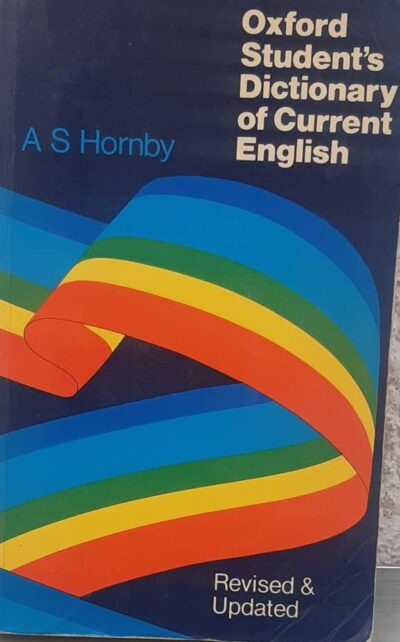 Oxford
Student's
Dictionary
of Current
English
A S Hornby
Revised &
Updated